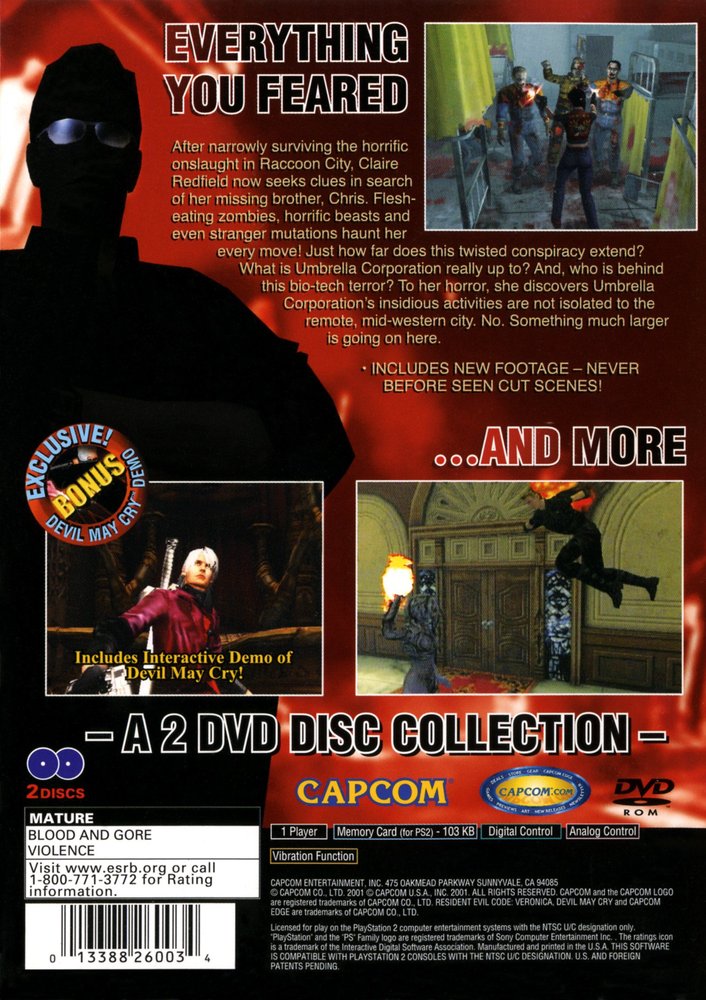 EVERYTHING
YOU FEARED
After narrowly surviving the horrific
onslaught in Raccoon City, Claire
Redfield now seeks clues in search
of her missing brother, Chris. Flesh-
eating zombies, horrific beasts and
even stranger mutations haunt her
every move! Just how far does this twisted conspiracy extend?
What is Umbrella Corporation really up to? And, who is behind
this bio-tech terror? To her horror, she discovers Umbrella
Corporation's insidious activities are not isolated to the
remote, mid-western city. No. Something much larger
is going on here.
• INCLUDES NEW FOOTAGE – NEVER
BEFORE SEEN CUT SCENES!
...AND MORE
EXCLUSIVE!
BONUS
DEVIL MAY CRY™ DEMO
Includes Interactive Demo of
Devil May Cry!
– A 2 DVD DISC COLLECTION –
2 DISCS
CAPCOM®
DEALS STORE GEAR CAPCOM EDGE
CAPCOM.COM
GAMES PREVIEWS ART NEW RELEASES NEWSLETTER
DVD
ROM
MATURE
BLOOD AND GORE
VIOLENCE
Visit www.esrb.org or call
1-800-771-3772 for Rating
information.
1 Player
Memory Card (for PS2) - 103 KB
Digital Control
Analog Control
Vibration Function
CAPCOM ENTERTAINMENT, INC. 475 OAKMEAD PARKWAY SUNNYVALE, CA 94085
© CAPCOM CO., LTD. 2001 © CAPCOM U.S.A., INC. 2001. ALL RIGHTS RESERVED. CAPCOM and the CAPCOM LOGO
are registered trademarks of CAPCOM CO., LTD. RESIDENT EVIL CODE: VERONICA, DEVIL MAY CRY and CAPCOM
EDGE are trademarks of CAPCOM CO., LTD.
Licensed for play on the PlayStation 2 computer entertainment systems with the NTSC U/C designation only.
"PlayStation" and the "PS" Family logo are registered trademarks of Sony Computer Entertainment Inc. . The ratings icon
is a trademark of the Interactive Digital Software Association. Manufactured and printed in the U.S.A. THIS SOFTWARE
IS COMPATIBLE WITH PLAYSTATION 2 CONSOLES WITH THE NTSC U/C DESIGNATION. U.S. AND FOREIGN
PATENTS PENDING.
0 13388 26003 4